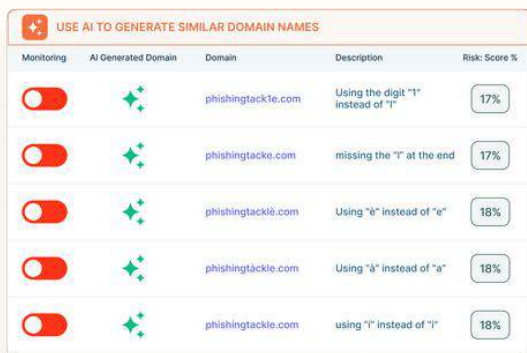 USE AI TO GENERATE SIMILAR DOMAIN NAMES
Monitoring AI Generated Domain Domain Description Risk: Score %
phishingtack1e.com Using the digit "1" instead of "l" 17%
phishingtacke.com missing the "l" at the end 17%
phishingtacklè.com Using "è" instead of "e" 18%
phishingtàckle.com Using "à" instead of "a" 18%
phishingtackle.com using "í" instead of "i" 18%